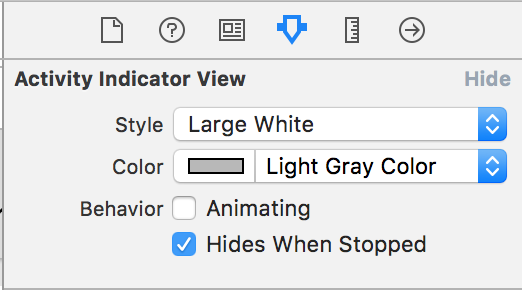 Activity Indicator View Hide
Style Large White
Color Light Gray Color
Behavior Animating
Hides When Stopped